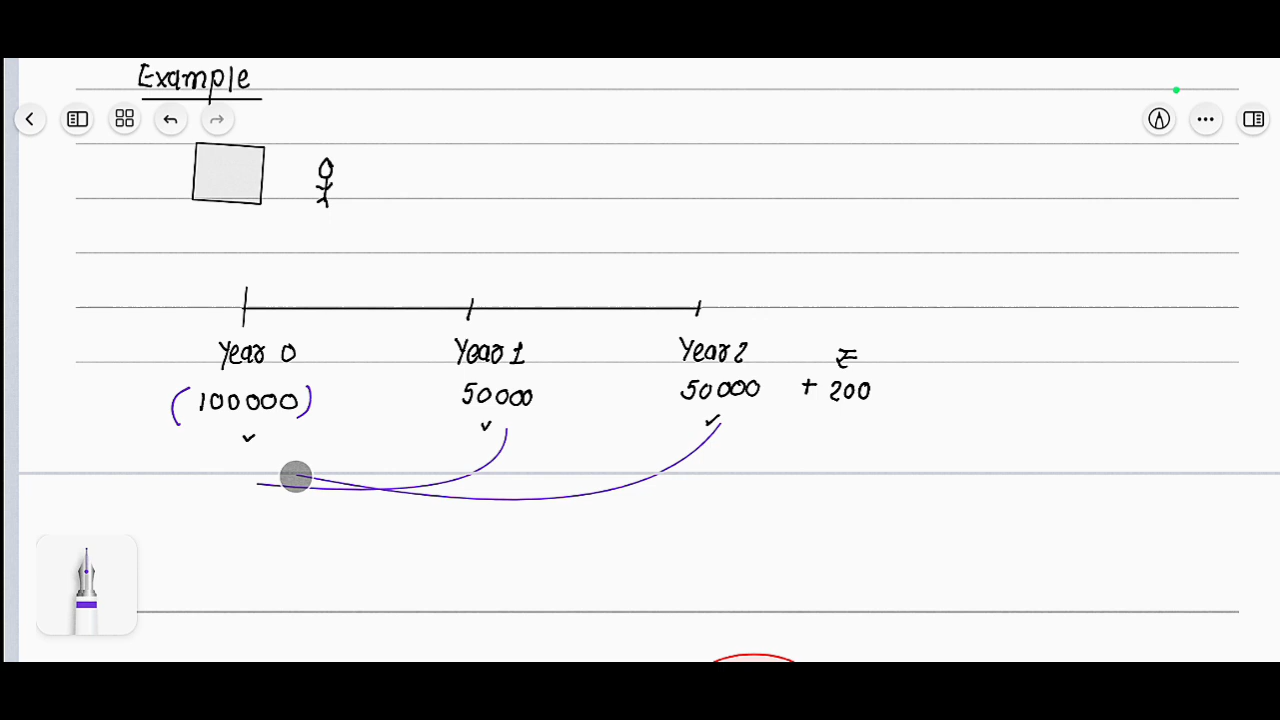 Example
Year 0 Year 1 Year 2 =
(100000) 50000 50000 + 200